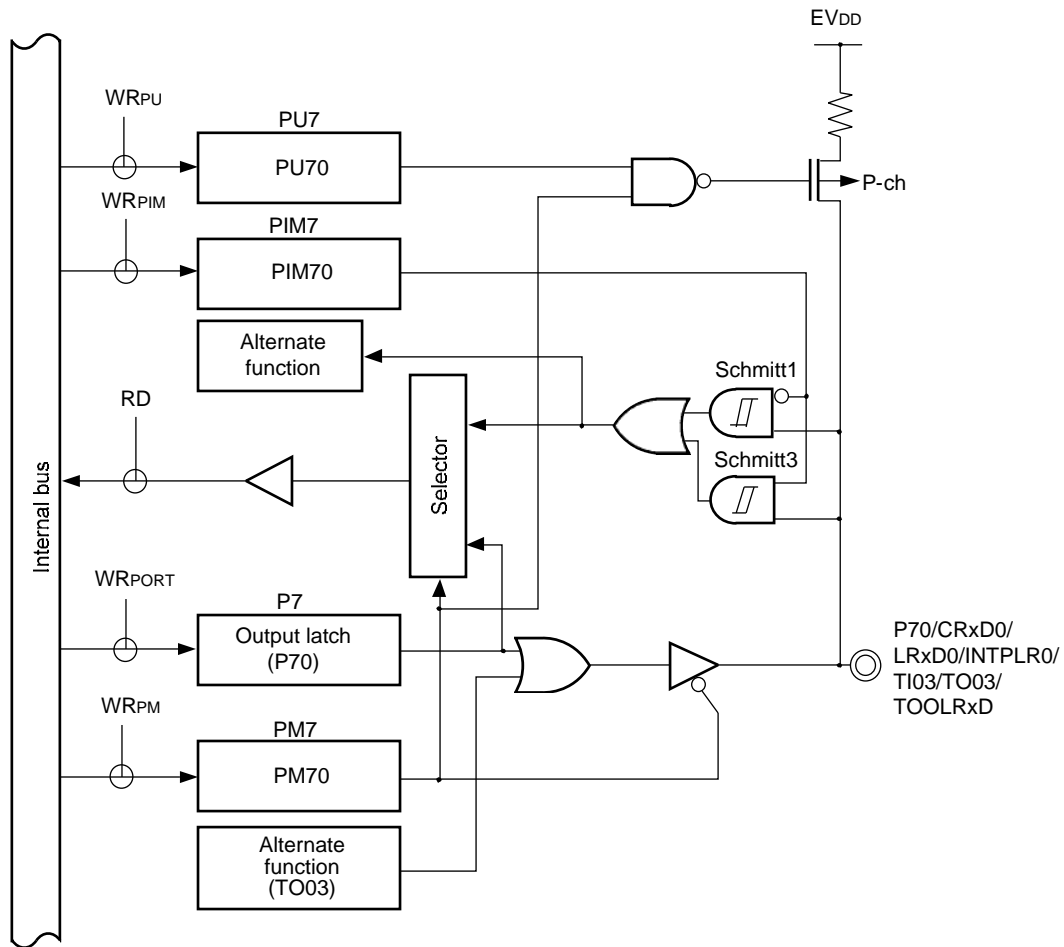 EVDD
WRPU
PU7
PU70
P-ch
WRPIM
PIM7
PIM70
Alternate
function
Schmitt1
RD
Selector
Schmitt3
Internal bus
WRPORT
P7
Output latch
(P70)
P70/CRxD0/
LRxD0/INTPLR0/
TI03/TO03/
TOOLRxD
WRPM
PM7
PM70
Alternate
function
(TO03)